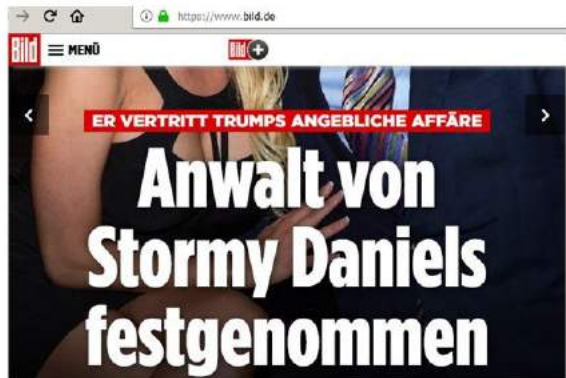 https://www.bild.de
Bild MENÜ Bild
ER VERTRITT TRUMPS ANGEBLICHE AFFÄRE
Anwalt von
Stormy Daniels
festgenommen